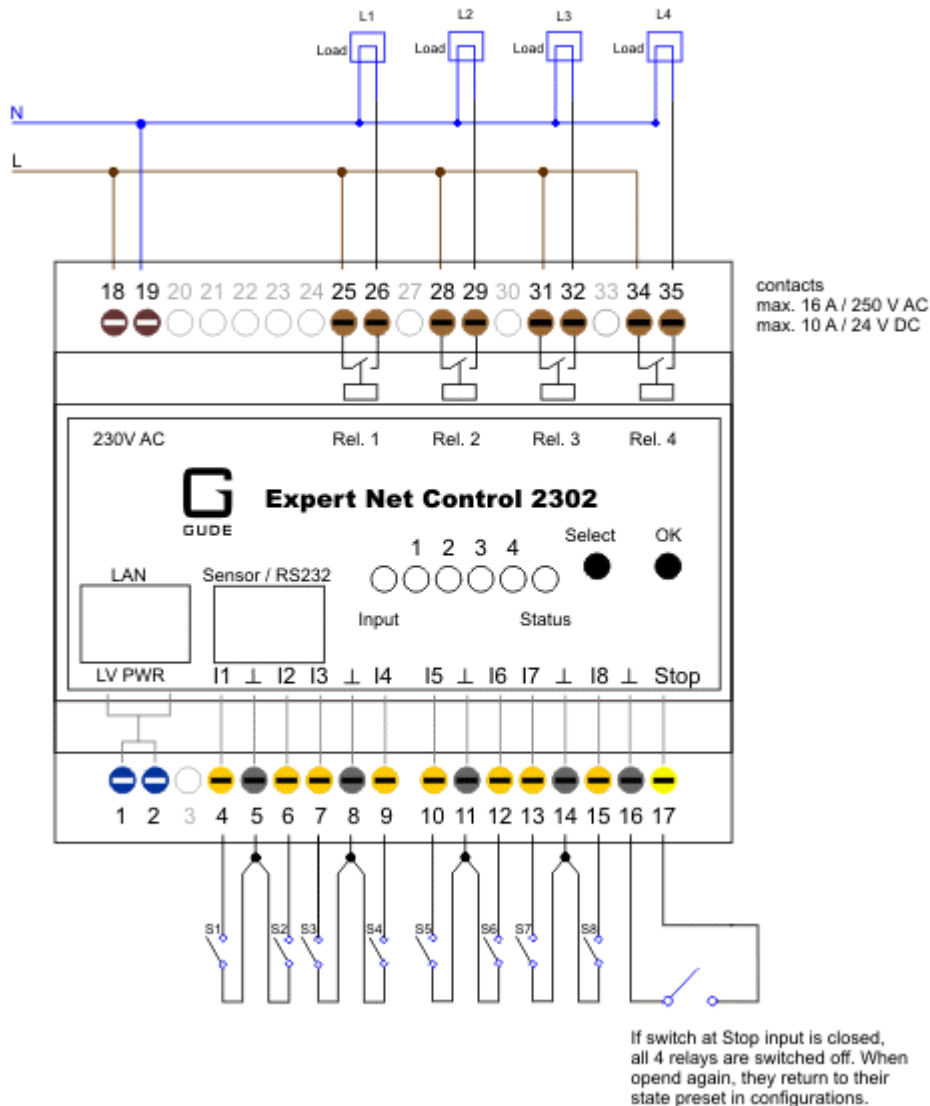 L1 L2 L3 L4
Load Load Load Load
N
L
18 19 20 21 22 23 24 25 26 27 28 29 30 31 32 33 34 35
contacts
max. 16 A / 250 V AC
max. 10 A / 24 V DC
230V AC Rel. 1 Rel. 2 Rel. 3 Rel. 4
G
GUDE
Expert Net Control 2302
Select OK
1 2 3 4
LAN Sensor / RS232
Input Status
LV PWR I1 ⊥ I2 I3 ⊥ I4 I5 ⊥ I6 I7 ⊥ I8 ⊥ Stop
1 2 3 4 5 6 7 8 9 10 11 12 13 14 15 16 17
S1 S2 S3 S4 S5 S6 S7 S8
If switch at Stop input is closed,
all 4 relays are switched off. When
opend again, they return to their
state preset in configurations.